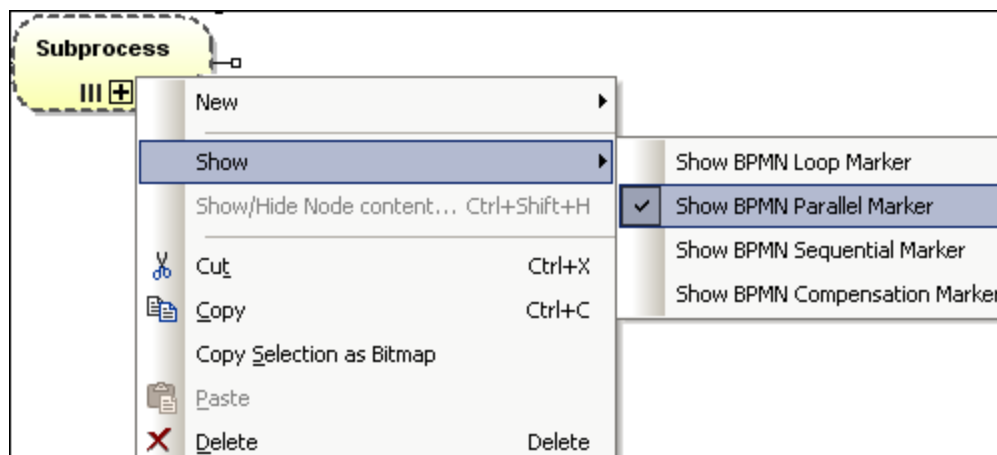 Subprocess
New
Show
Show BPMN Loop Marker
Show/Hide Node content... Ctrl+Shift+H
Show BPMN Parallel Marker
Show BPMN Sequential Marker
Cut Ctrl+X
Show BPMN Compensation Marker
Copy Ctrl+C
Copy Selection as Bitmap
Paste
Delete Delete